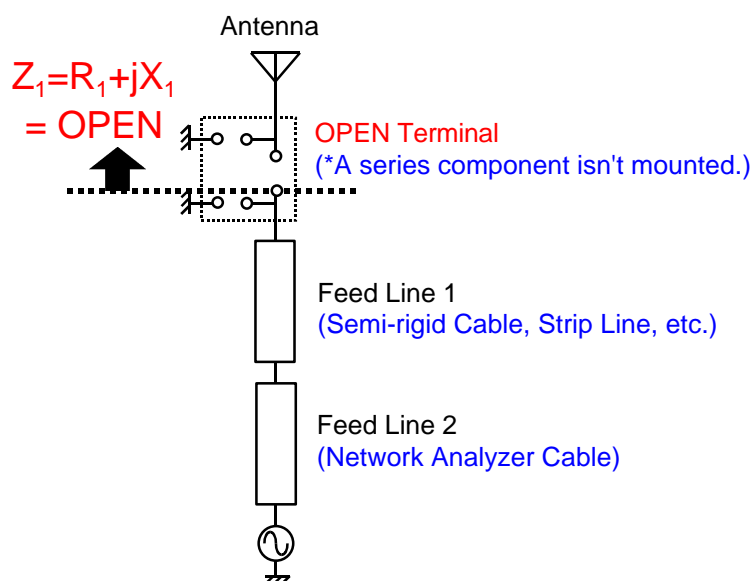 Antenna
Z₁=R₁+jX₁
= OPEN
OPEN Terminal
(*A series component isn't mounted.)
Feed Line 1
(Semi-rigid Cable, Strip Line, etc.)
Feed Line 2
(Network Analyzer Cable)